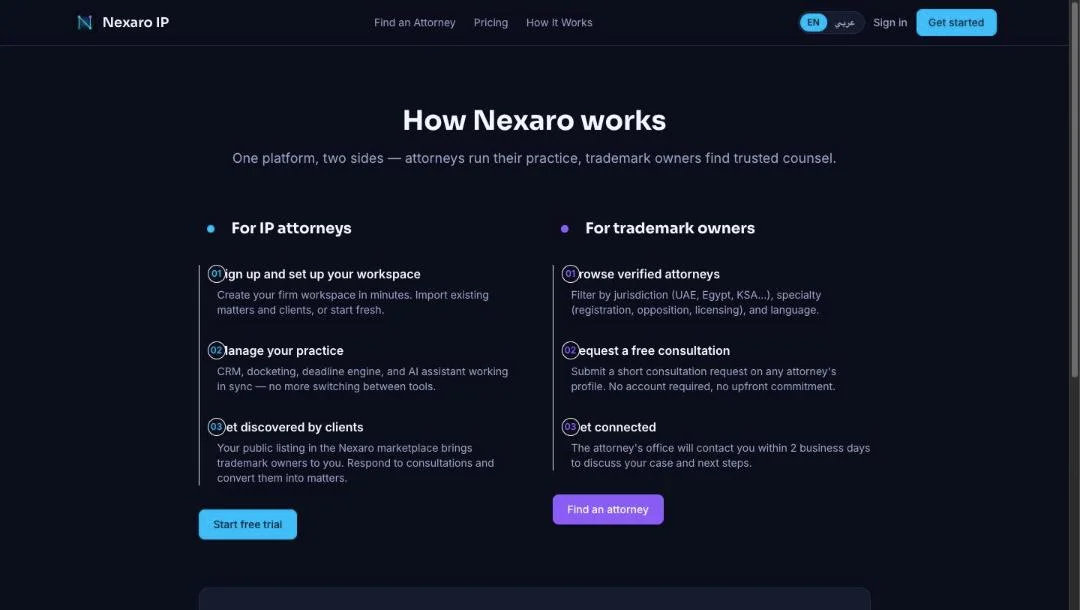 Nexaro IP
Find an Attorney
Pricing
How It Works
EN
عربي
Sign in
Get started
How Nexaro works
One platform, two sides — attorneys run their practice, trademark owners find trusted counsel.
For IP attorneys
01 ign up and set up your workspace
Create your firm workspace in minutes. Import existing
matters and clients, or start fresh.
02 anage your practice
CRM, docketing, deadline engine, and AI assistant working
in sync — no more switching between tools.
03 et discovered by clients
Your public listing in the Nexaro marketplace brings
trademark owners to you. Respond to consultations and
convert them into matters.
Start free trial
For trademark owners
01 rowse verified attorneys
Filter by jurisdiction (UAE, Egypt, KSA...), specialty
(registration, opposition, licensing), and language.
02 equest a free consultation
Submit a short consultation request on any attorney's
profile. No account required, no upfront commitment.
03 et connected
The attorney's office will contact you within 2 business days
to discuss your case and next steps.
Find an attorney